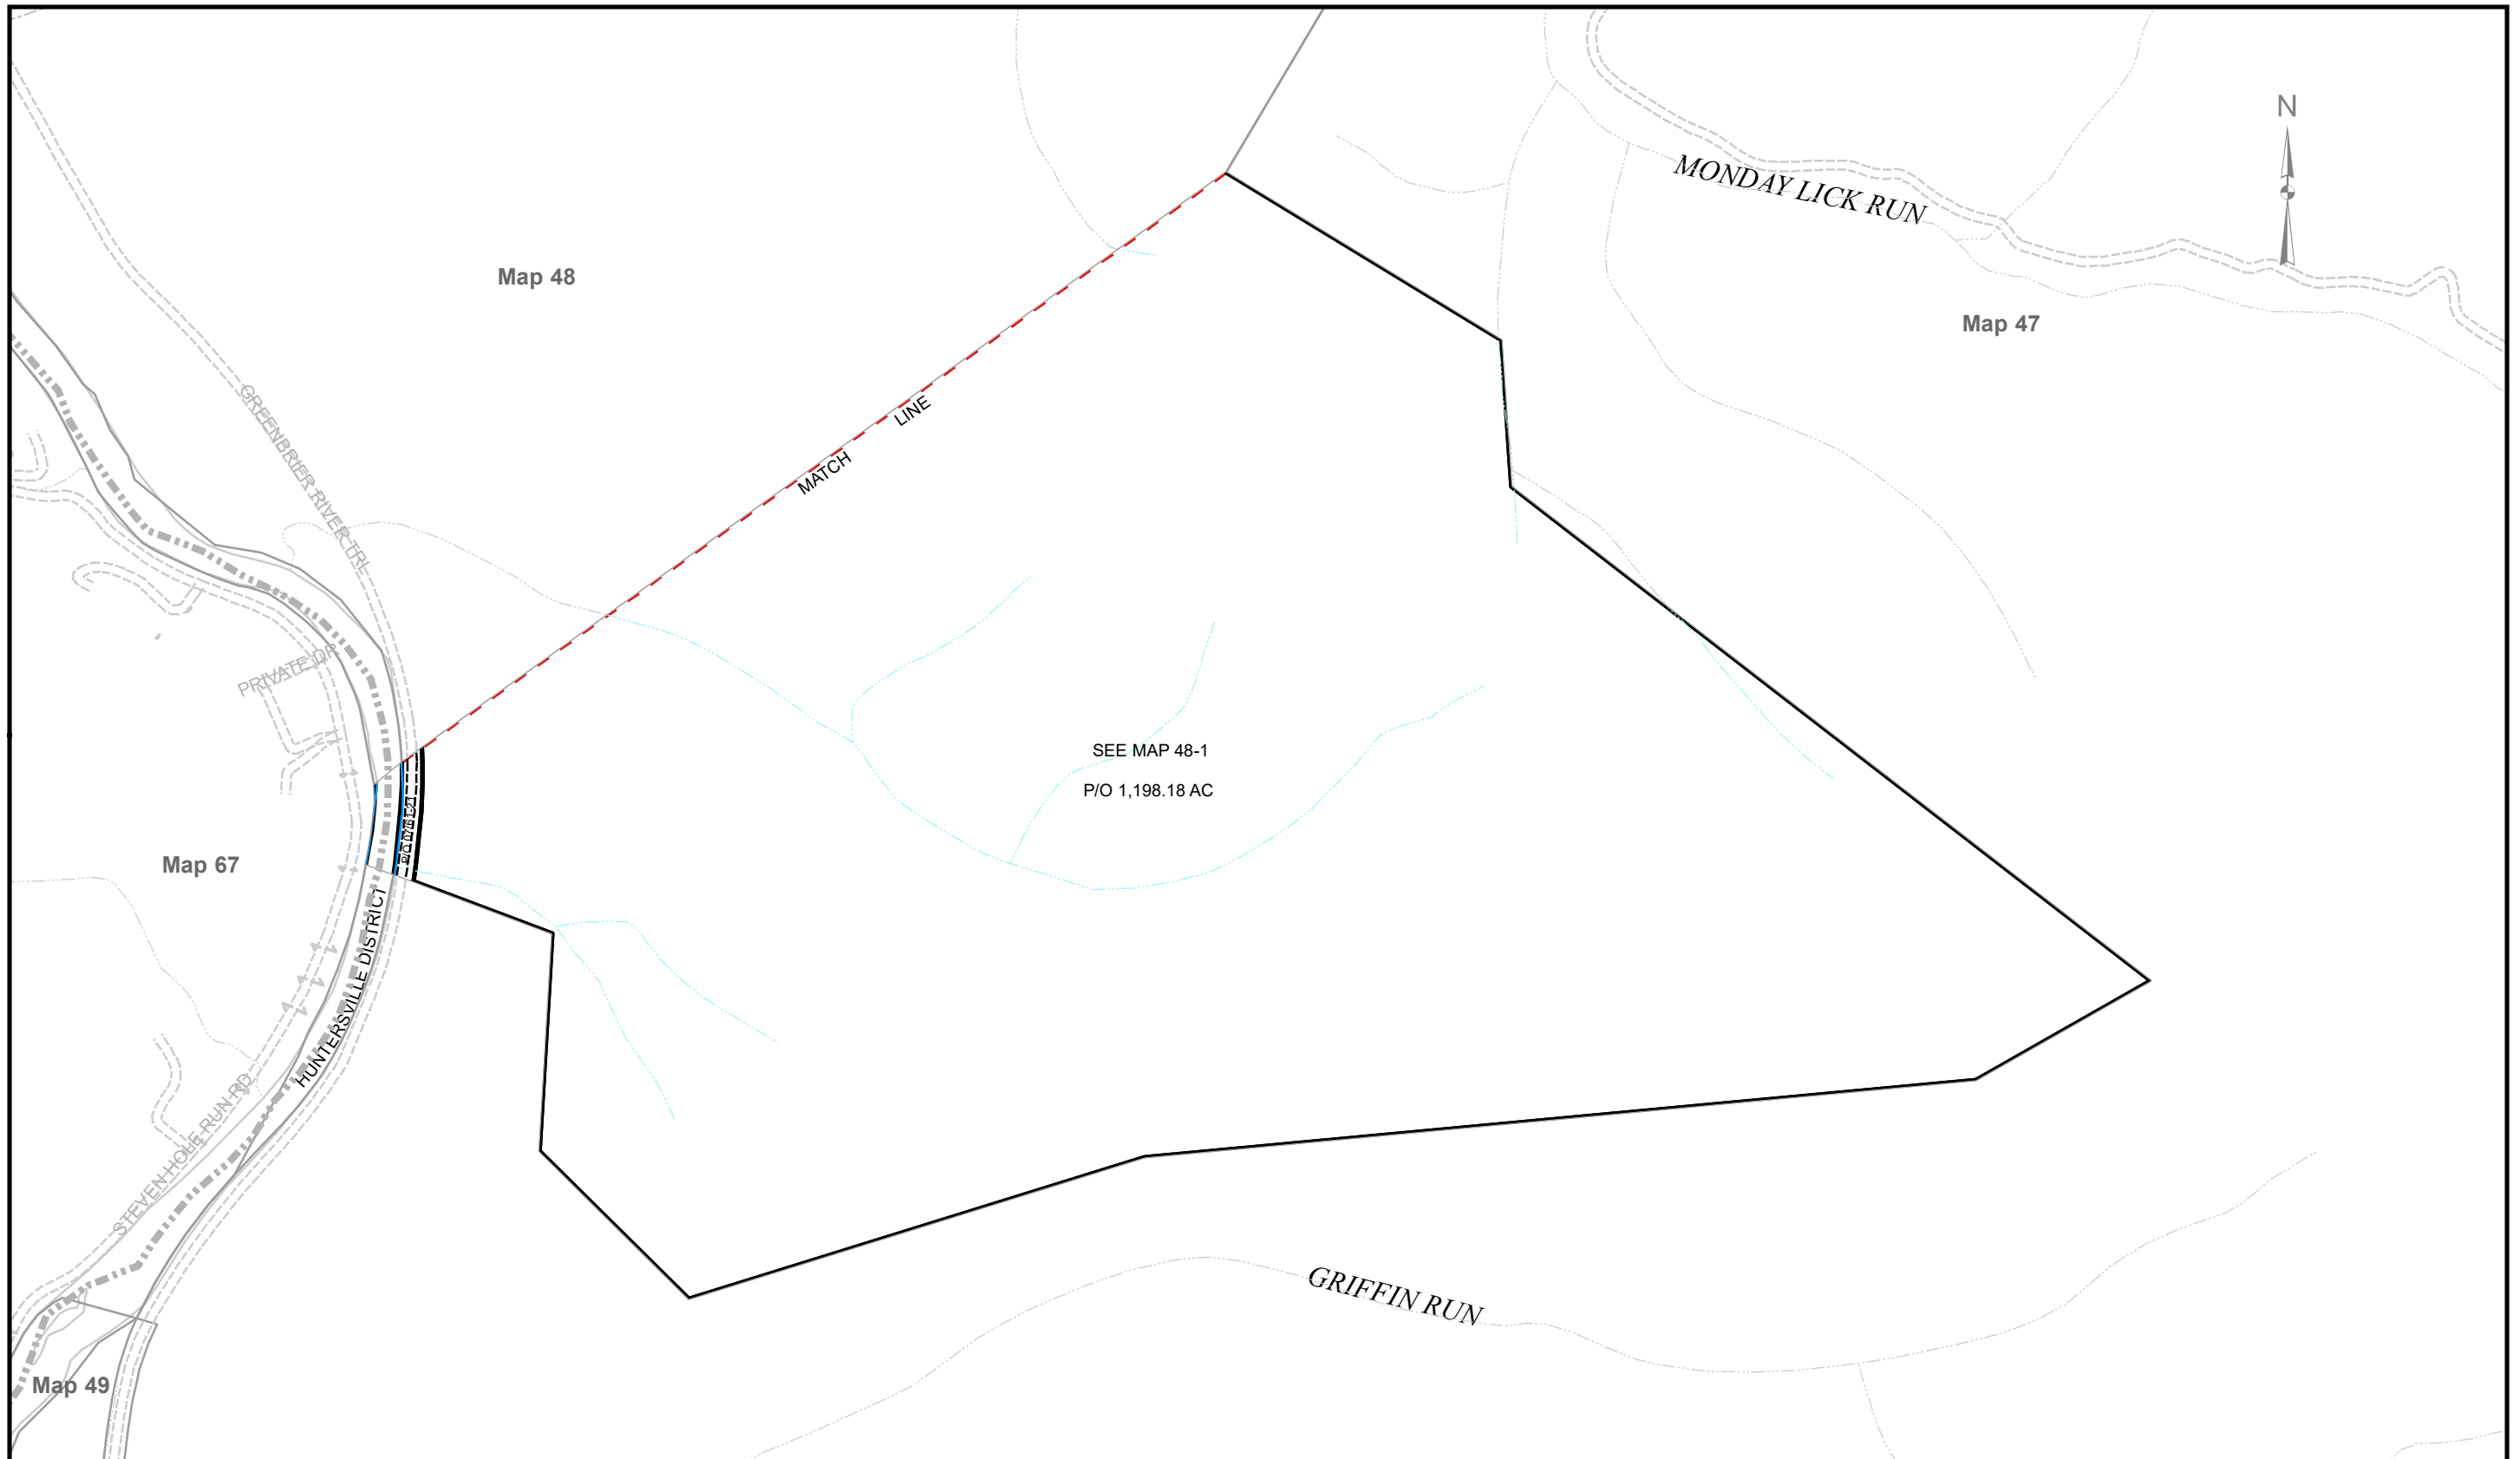 N
MONDAY LICK RUN
Map 48
Map 47
GREENBRIER RIVER TRL
LINE
MATCH
PRIVATE DR
SEE MAP 48-1
P/O 1,198.18 AC
Map 67
HUNTERSVILLE DISTRICT
STEVEN HOLE RUN RD
GRIFFIN RUN
Map 49